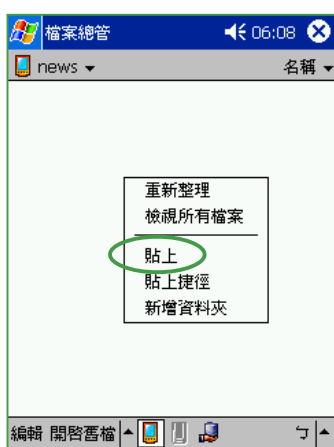 檔案總管 06:08
news 名稱
重新整理
檢視所有檔案
貼上
貼上捷徑
新增資料夾
編輯 開啓舊檔 ㄅ